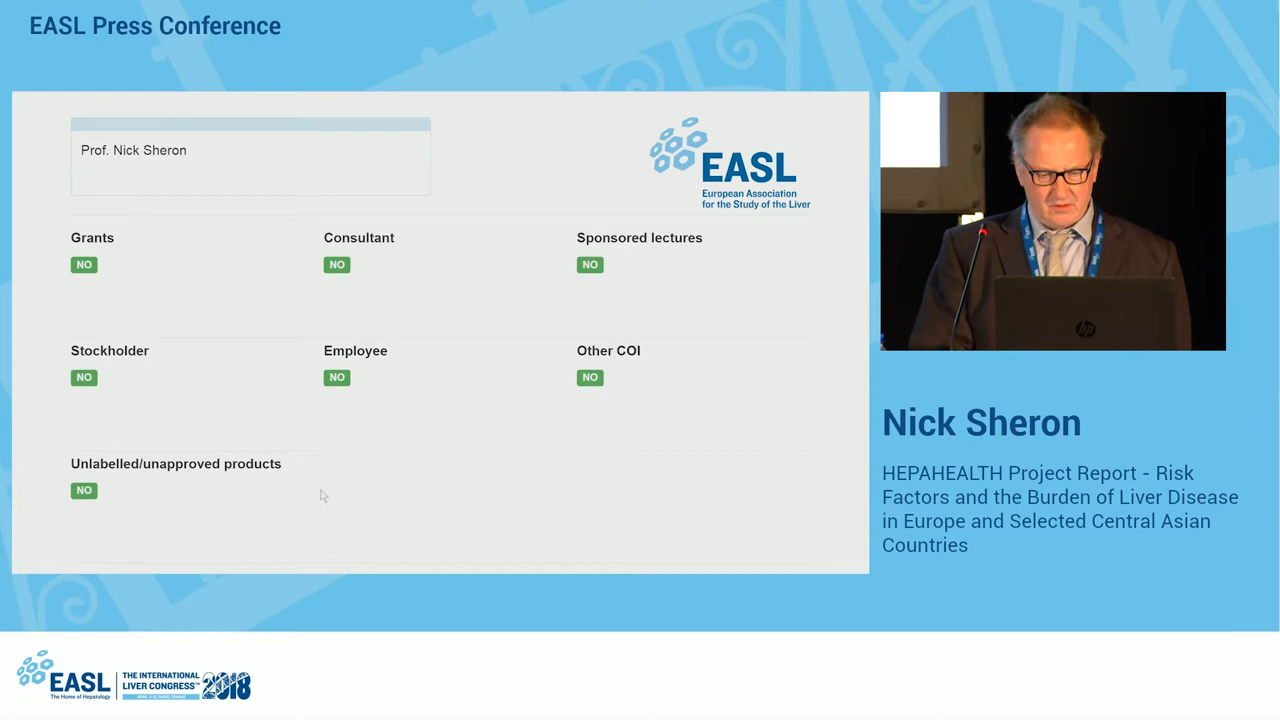 EASL Press Conference
Prof. Nick Sheron
EASL
European Association
for the Study of the Liver
Grants
Consultant
Sponsored lectures
NO
NO
NO
Stockholder
Employee
Other COI
NO
NO
NO
Unlabelled/unapproved products
NO
hp
Nick Sheron
HEPAHEALTH Project Report - Risk
Factors and the Burden of Liver Disease
in Europe and Selected Central Asian
Countries
EASL
The Home of Hepatology
THE INTERNATIONAL
LIVER CONGRESS™
2018